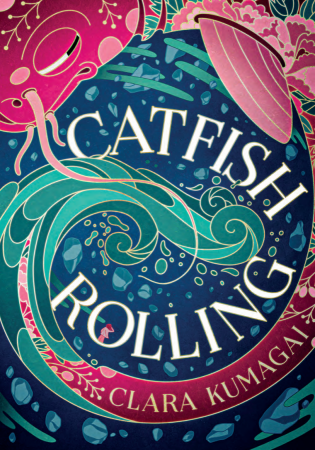 CATFISH
ROLLING
CLARA KUMAGAI